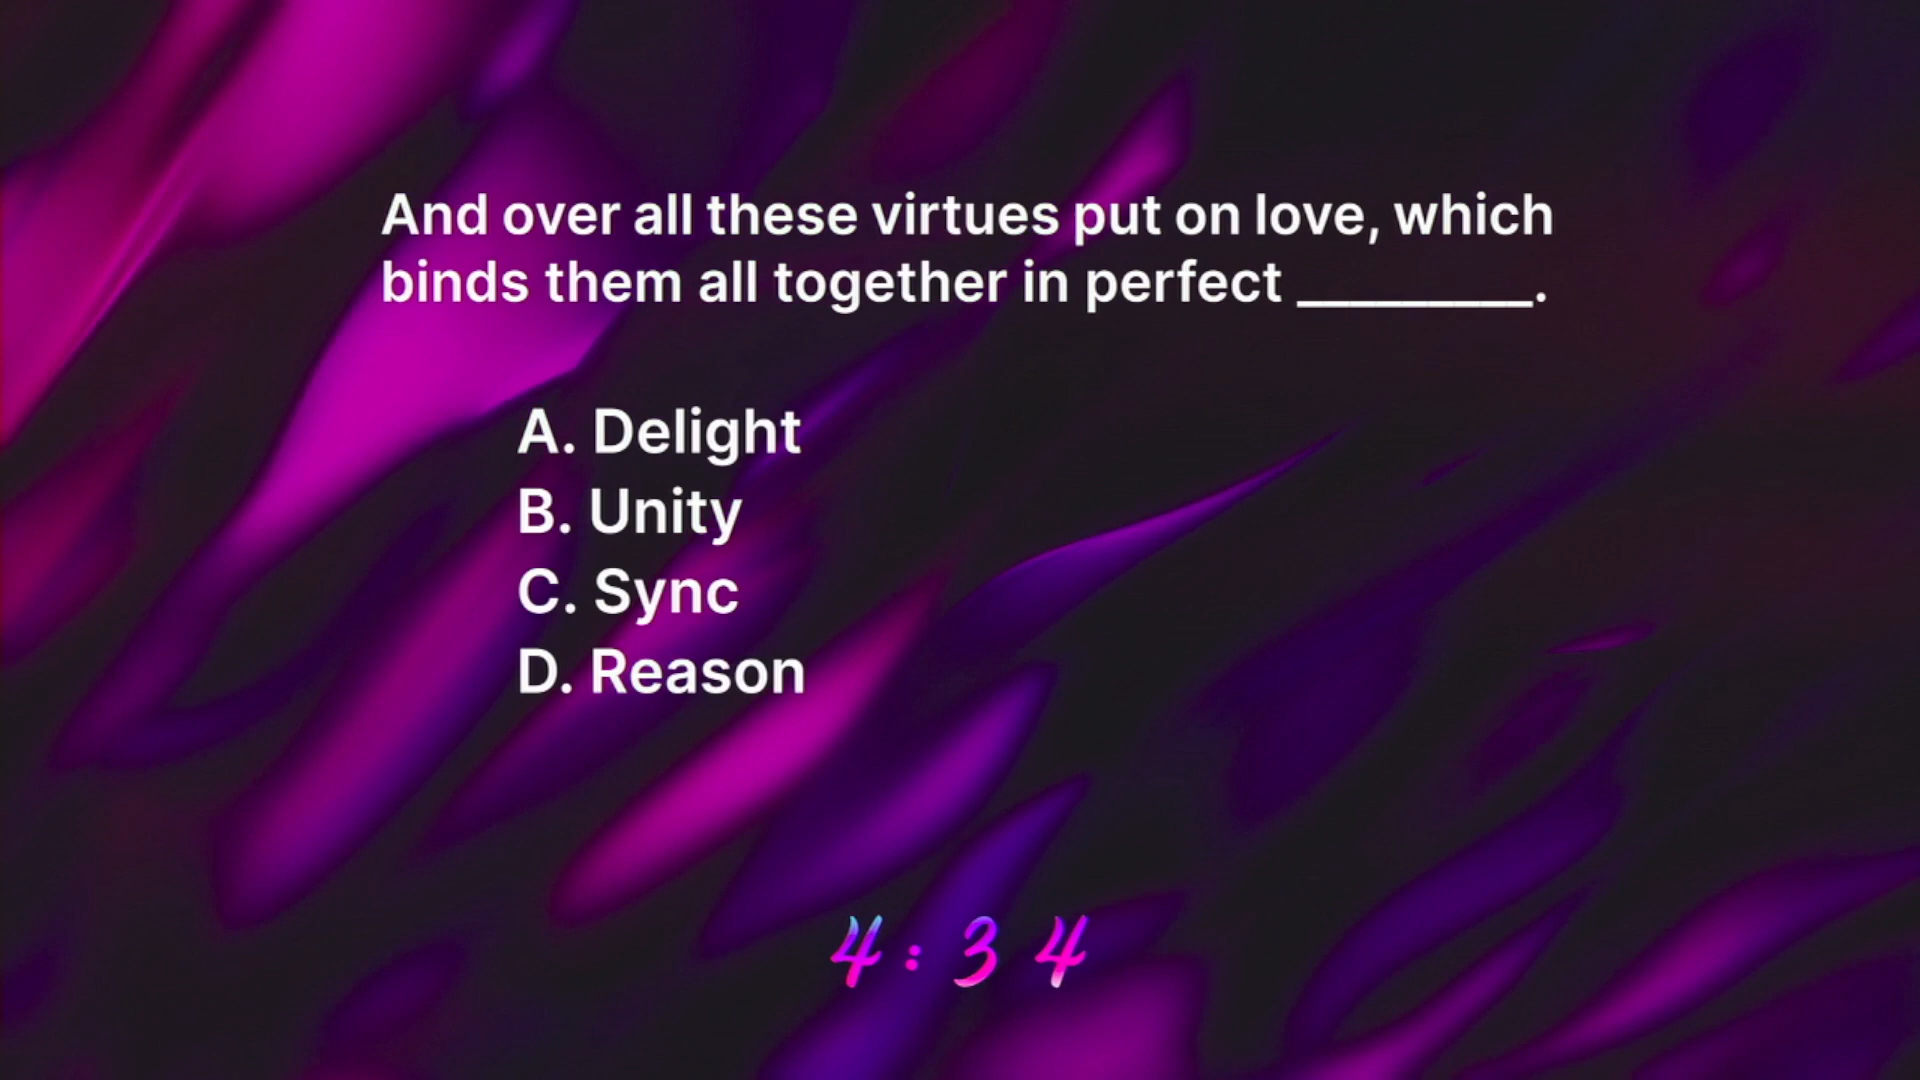 And over all these virtues put on love, which
binds them all together in perfect _________.
A. Delight
B. Unity
C. Sync
D. Reason
4:34